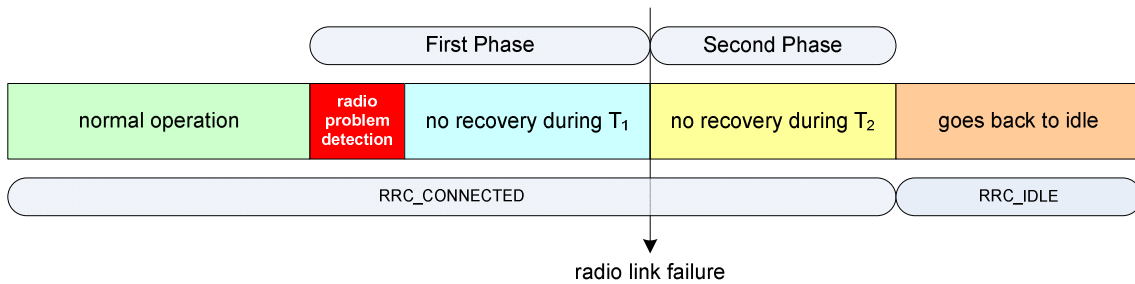 First Phase
Second Phase
normal operation
radio
problem
detection
no recovery during T₁
no recovery during T₂
goes back to idle
RRC_CONNECTED
RRC_IDLE
radio link failure